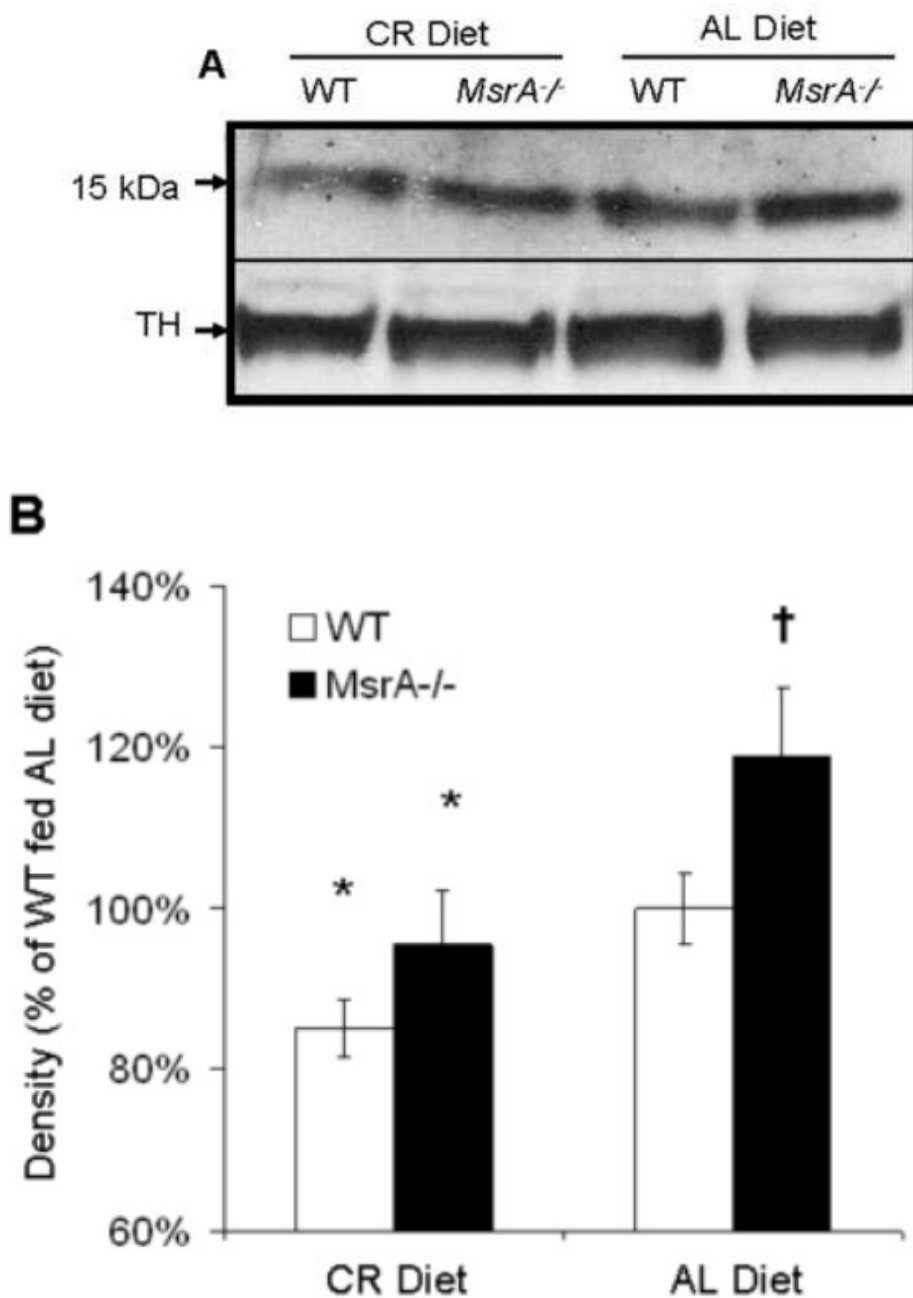 CR Diet AL Diet
A
WT MsrA-/- WT MsrA-/-
15 kDa
TH
B
140%
120%
100%
80%
60%
Density (% of WT fed AL diet)
WT
MsrA-/-
*
*
†
CR Diet AL Diet